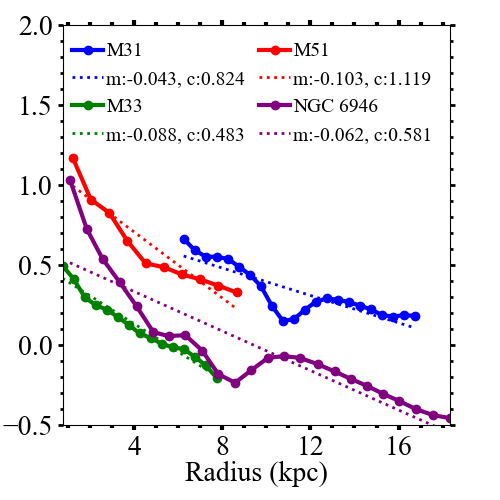 2.0
M31
M51
m:-0.043, c:0.824
m:-0.103, c:1.119
M33
NGC 6946
m:-0.088, c:0.483
m:-0.062, c:0.581
1.5
1.0
0.5
0.0
−0.5
4 8 12 16
Radius (kpc)